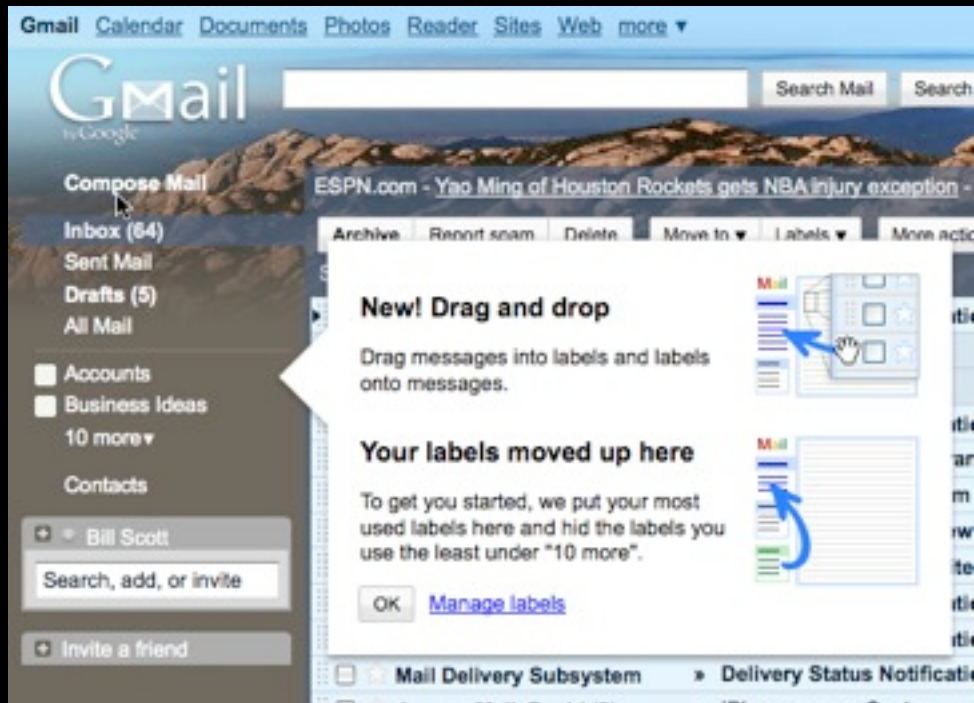 Gmail Calendar Documents Photos Reader Sites Web more ▼
Gmail
by Google
Search Mail Search
Compose Mail
ESPN.com - Yao Ming of Houston Rockets gets NBA injury exception -
Inbox (64)
Archive Report spam Delete Move to ▼ Labels ▼ More actio
Sent Mail
Drafts (5)
All Mail
Accounts
Business Ideas
10 more▼
Contacts
Bill Scott
Search, add, or invite
Invite a friend
New! Drag and drop
Drag messages into labels and labels
onto messages.
Mail
Your labels moved up here
To get you started, we put your most
used labels here and hid the labels you
use the least under "10 more".
Mail
OK Manage labels
Mail Delivery Subsystem » Delivery Status Notificatio